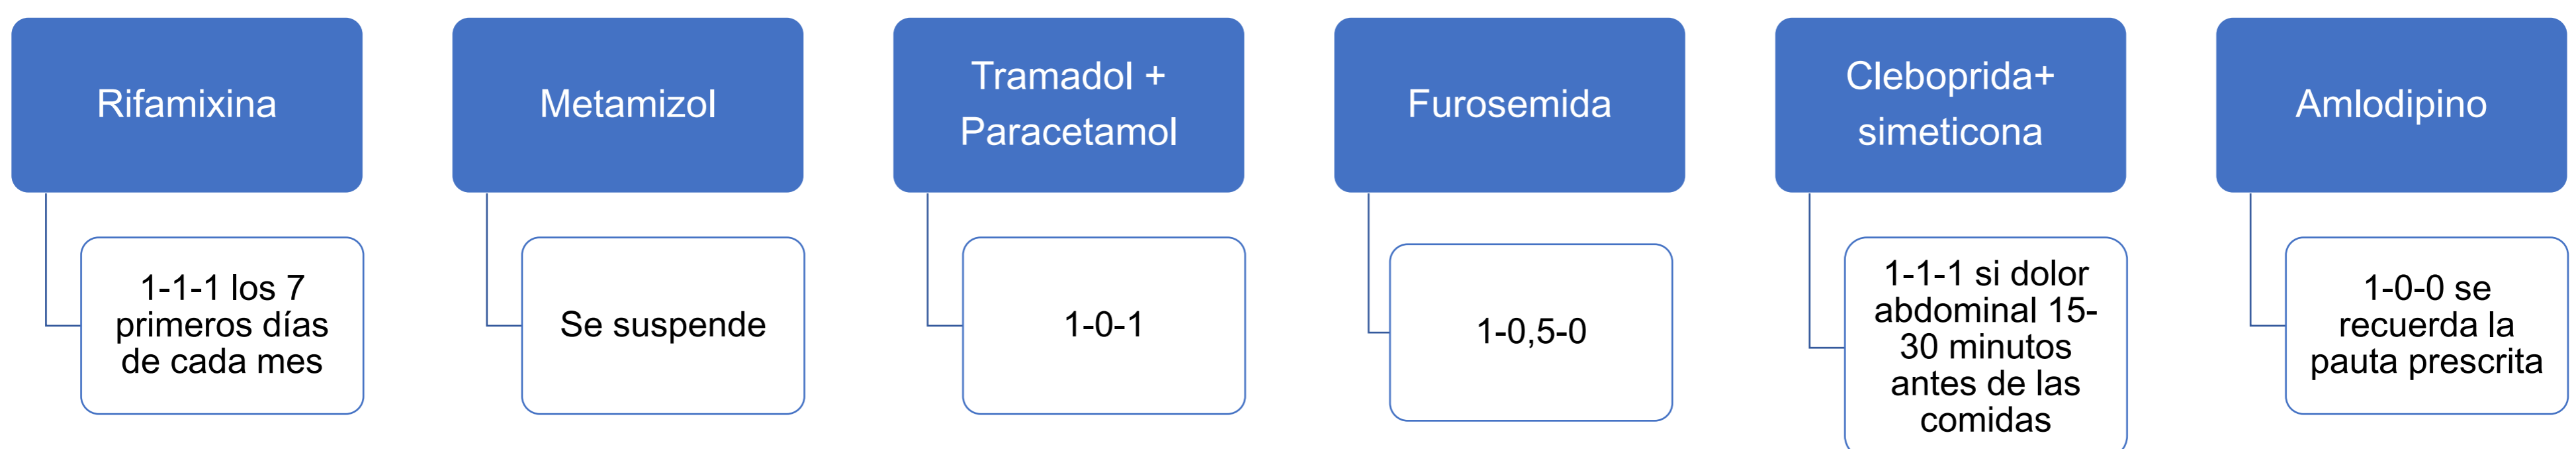 Rifamixina
1-1-1 los 7
primeros días
de cada mes
Metamizol
Se suspende
Tramadol +
Paracetamol
1-0-1
Furosemida
1-0,5-0
Cleboprida+
simeticona
1-1-1 si dolor
abdominal 15-
30 minutos
antes de las
comidas
Amlodipino
1-0-0 se
recuerda la
pauta prescrita